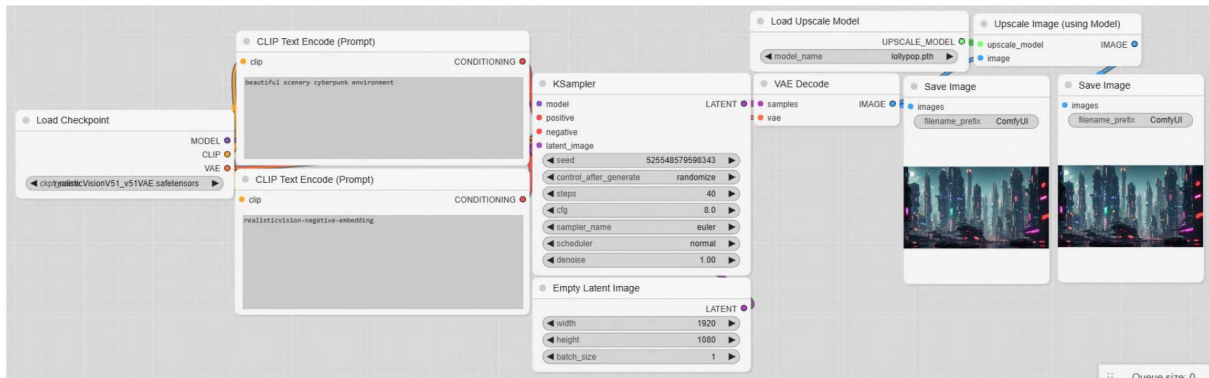 Load Checkpoint
MODEL
CLIP
VAE
realisticVisionV51_v51VAE.safetensors
CLIP Text Encode (Prompt)
clip
CONDITIONING
beautiful scenery cyberpunk environment
CLIP Text Encode (Prompt)
clip
CONDITIONING
realisticvision-negative-embedding
KSampler
model
LATENT
positive
negative
latent_image
seed 525548579598343
control_after_generate randomize
steps 40
cfg 8.0
sampler_name euler
scheduler normal
denoise 1.00
Empty Latent Image
LATENT
width 1920
height 1080
batch_size 1
Load Upscale Model
UPSCALE_MODEL
model_name lollypop.pth
VAE Decode
samples IMAGE
vae
Upscale Image (using Model)
upscale_model IMAGE
image
Save Image
images
filename_prefix ComfyUI
Save Image
images
filename_prefix ComfyUI
Queue size: 0